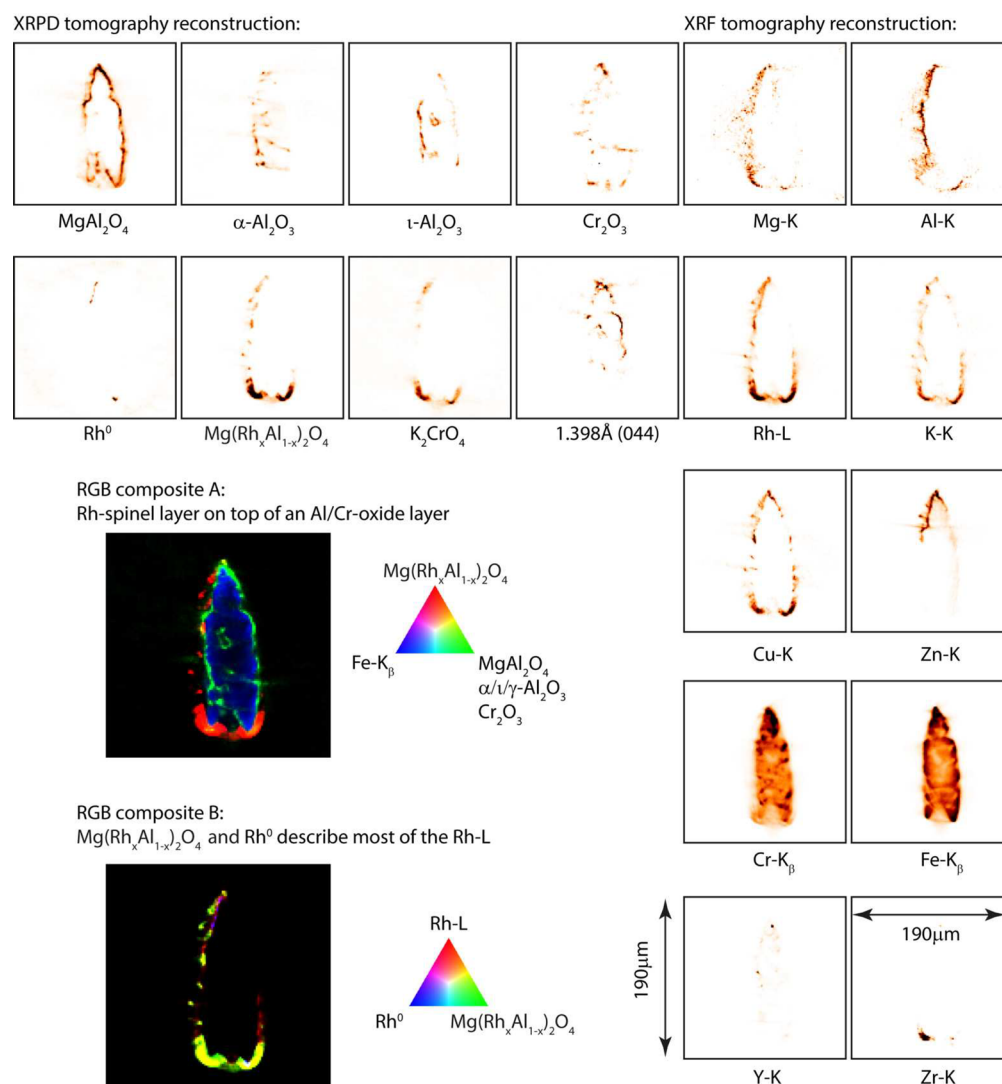 XRPD tomography reconstruction:
XRF tomography reconstruction:
MgAl₂O₄
α-Al₂O₃
ι-Al₂O₃
Cr₂O₃
Mg-K
Al-K
Rh⁰
Mg(RhₓAl₁₋ₓ)₂O₄
K₂CrO₄
1.398Å (044)
Rh-L
K-K
RGB composite A:
Rh-spinel layer on top of an Al/Cr-oxide layer
Mg(RhₓAl₁₋ₓ)₂O₄
Fe-Kᵦ
MgAl₂O₄
α/ι/γ-Al₂O₃
Cr₂O₃
Cu-K
Zn-K
Cr-Kᵦ
Fe-Kᵦ
RGB composite B:
Mg(RhₓAl₁₋ₓ)₂O₄ and Rh⁰ describe most of the Rh-L
Rh-L
Rh⁰
Mg(RhₓAl₁₋ₓ)₂O₄
190μm
190μm
Y-K
Zr-K